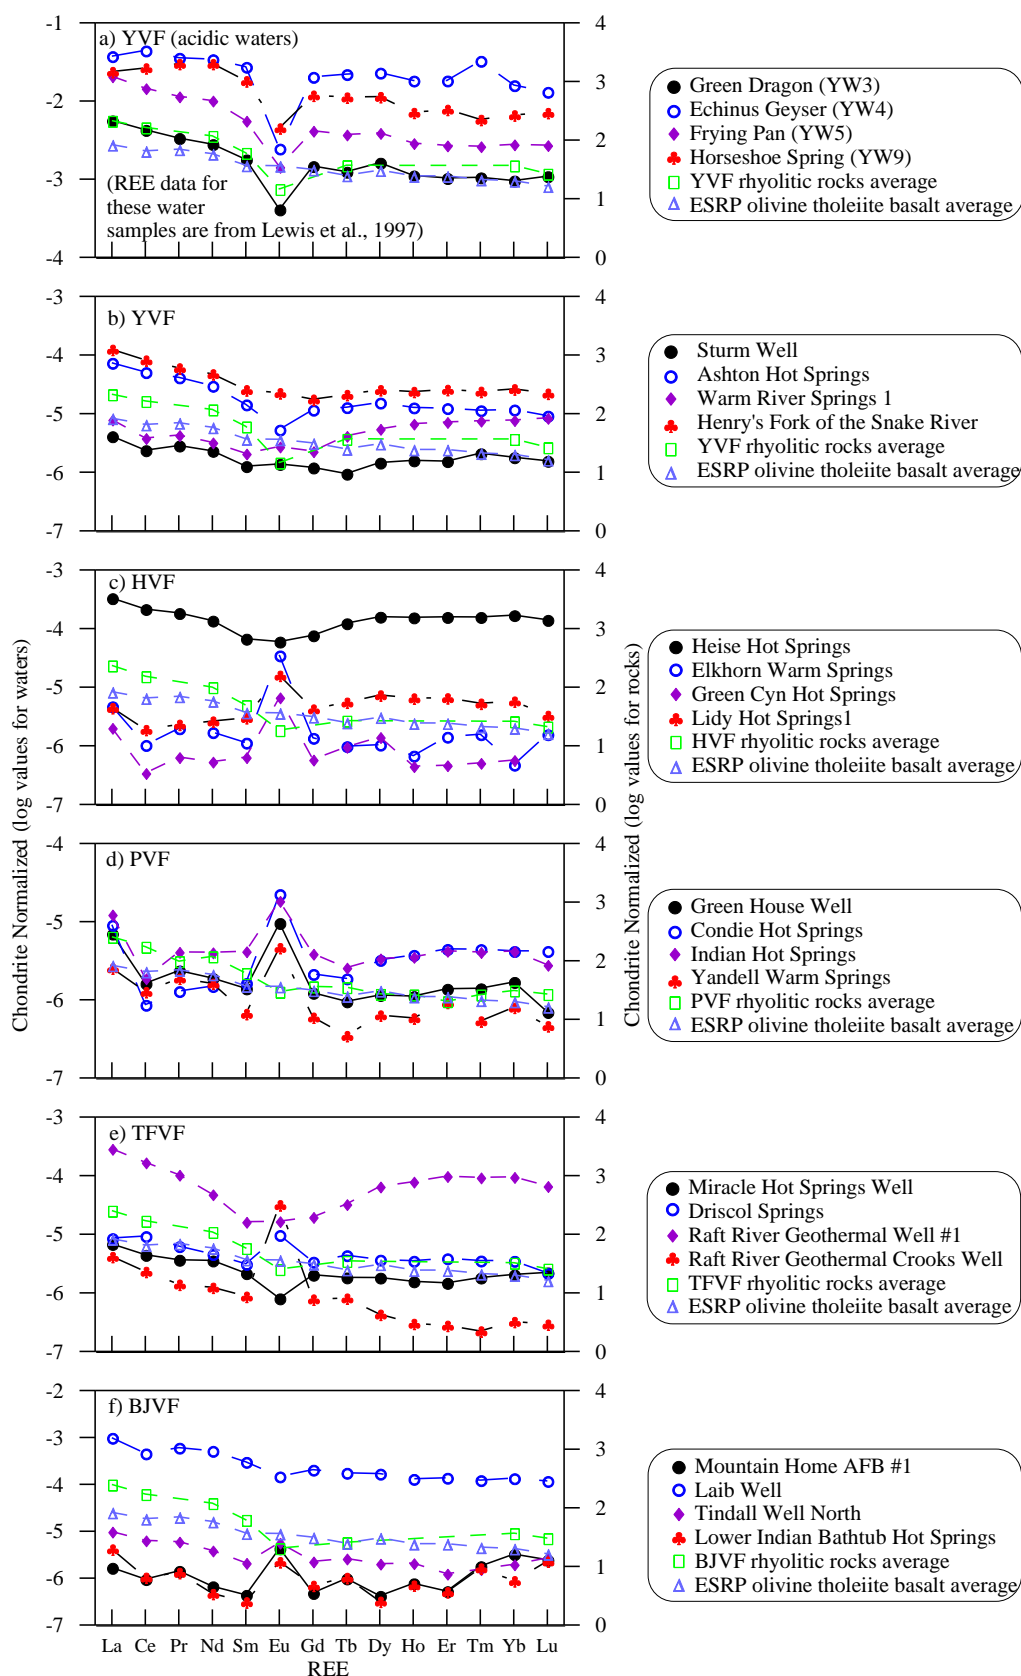 a) YVF (acidic waters)
-1
-2
-3
-4
4
3
2
1
0
(REE data for
these water
samples are from Lewis et al., 1997)
Green Dragon (YW3)
Echinus Geyser (YW4)
Frying Pan (YW5)
Horseshoe Spring (YW9)
YVF rhyolitic rocks average
ESRP olivine tholeiite basalt average
b) YVF
-3
-4
-5
-6
-7
4
3
2
1
0
Sturm Well
Ashton Hot Springs
Warm River Springs 1
Henry's Fork of the Snake River
YVF rhyolitic rocks average
ESRP olivine tholeiite basalt average
c) HVF
-3
-4
-5
-6
-7
4
3
2
1
0
Heise Hot Springs
Elkhorn Warm Springs
Green Cyn Hot Springs
Lidy Hot Springs1
HVF rhyolitic rocks average
ESRP olivine tholeiite basalt average
Chondrite Normalized (log values for waters)
Chondrite Normalized (log values for rocks)
d) PVF
-4
-5
-6
-7
4
3
2
1
0
Green House Well
Condie Hot Springs
Indian Hot Springs
Yandell Warm Springs
PVF rhyolitic rocks average
ESRP olivine tholeiite basalt average
e) TFVF
-3
-4
-5
-6
-7
4
3
2
1
0
Miracle Hot Springs Well
Driscol Springs
Raft River Geothermal Well #1
Raft River Geothermal Crooks Well
TFVF rhyolitic rocks average
ESRP olivine tholeiite basalt average
f) BJVF
-2
-3
-4
-5
-6
-7
4
3
2
1
0
Mountain Home AFB #1
Laib Well
Tindall Well North
Lower Indian Bathtub Hot Springs
BJVF rhyolitic rocks average
ESRP olivine tholeiite basalt average
La Ce Pr Nd Sm Eu Gd Tb Dy Ho Er Tm Yb Lu
REE